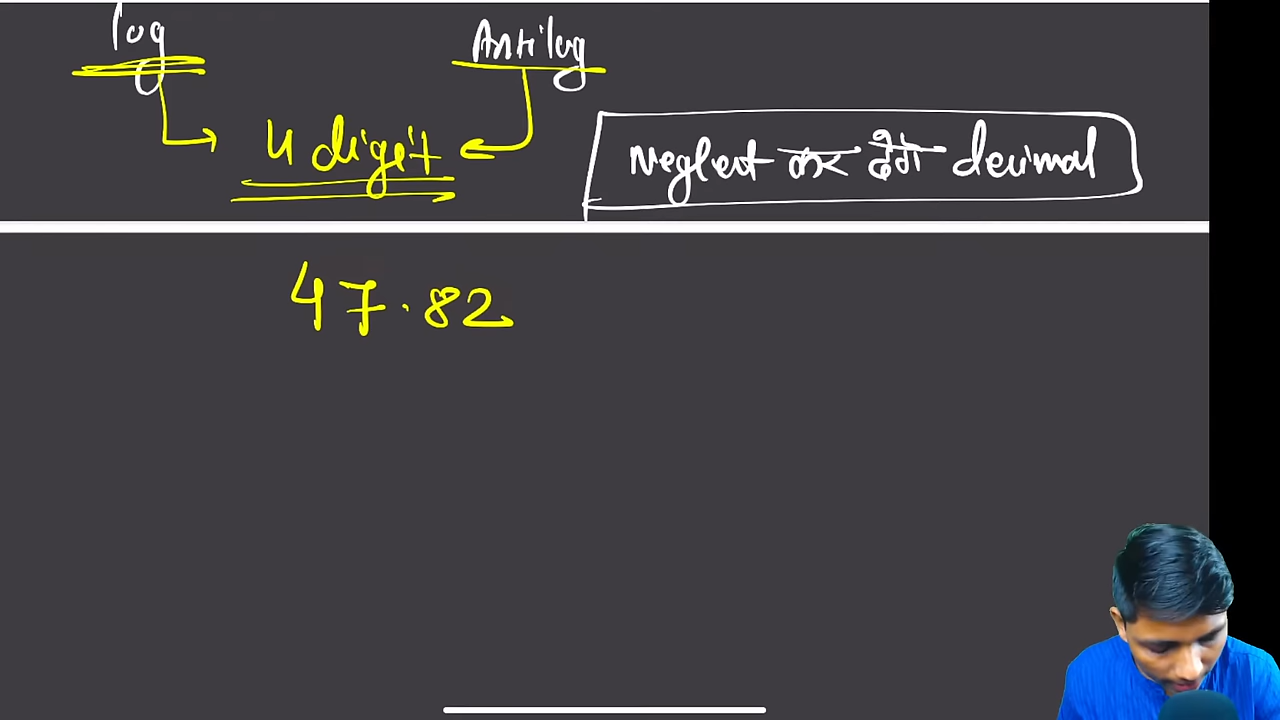 log Antilog
4 digit
Neglect कर देंगे decimal
47.82